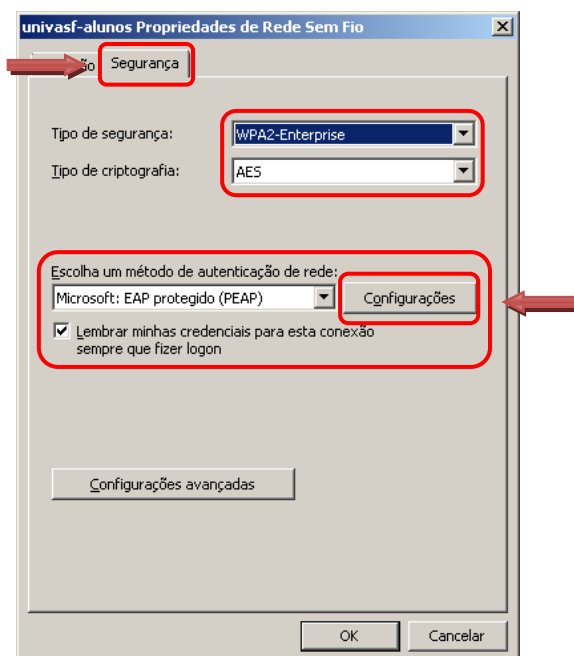 univasf-alunos Propriedades de Rede Sem Fio
Segurança
Tipo de segurança: WPA2-Enterprise
Tipo de criptografia: AES
Escolha um método de autenticação de rede:
Microsoft: EAP protegido (PEAP) Configurações
Lembrar minhas credenciais para esta conexão
sempre que fizer logon
Configurações avançadas
OK Cancelar